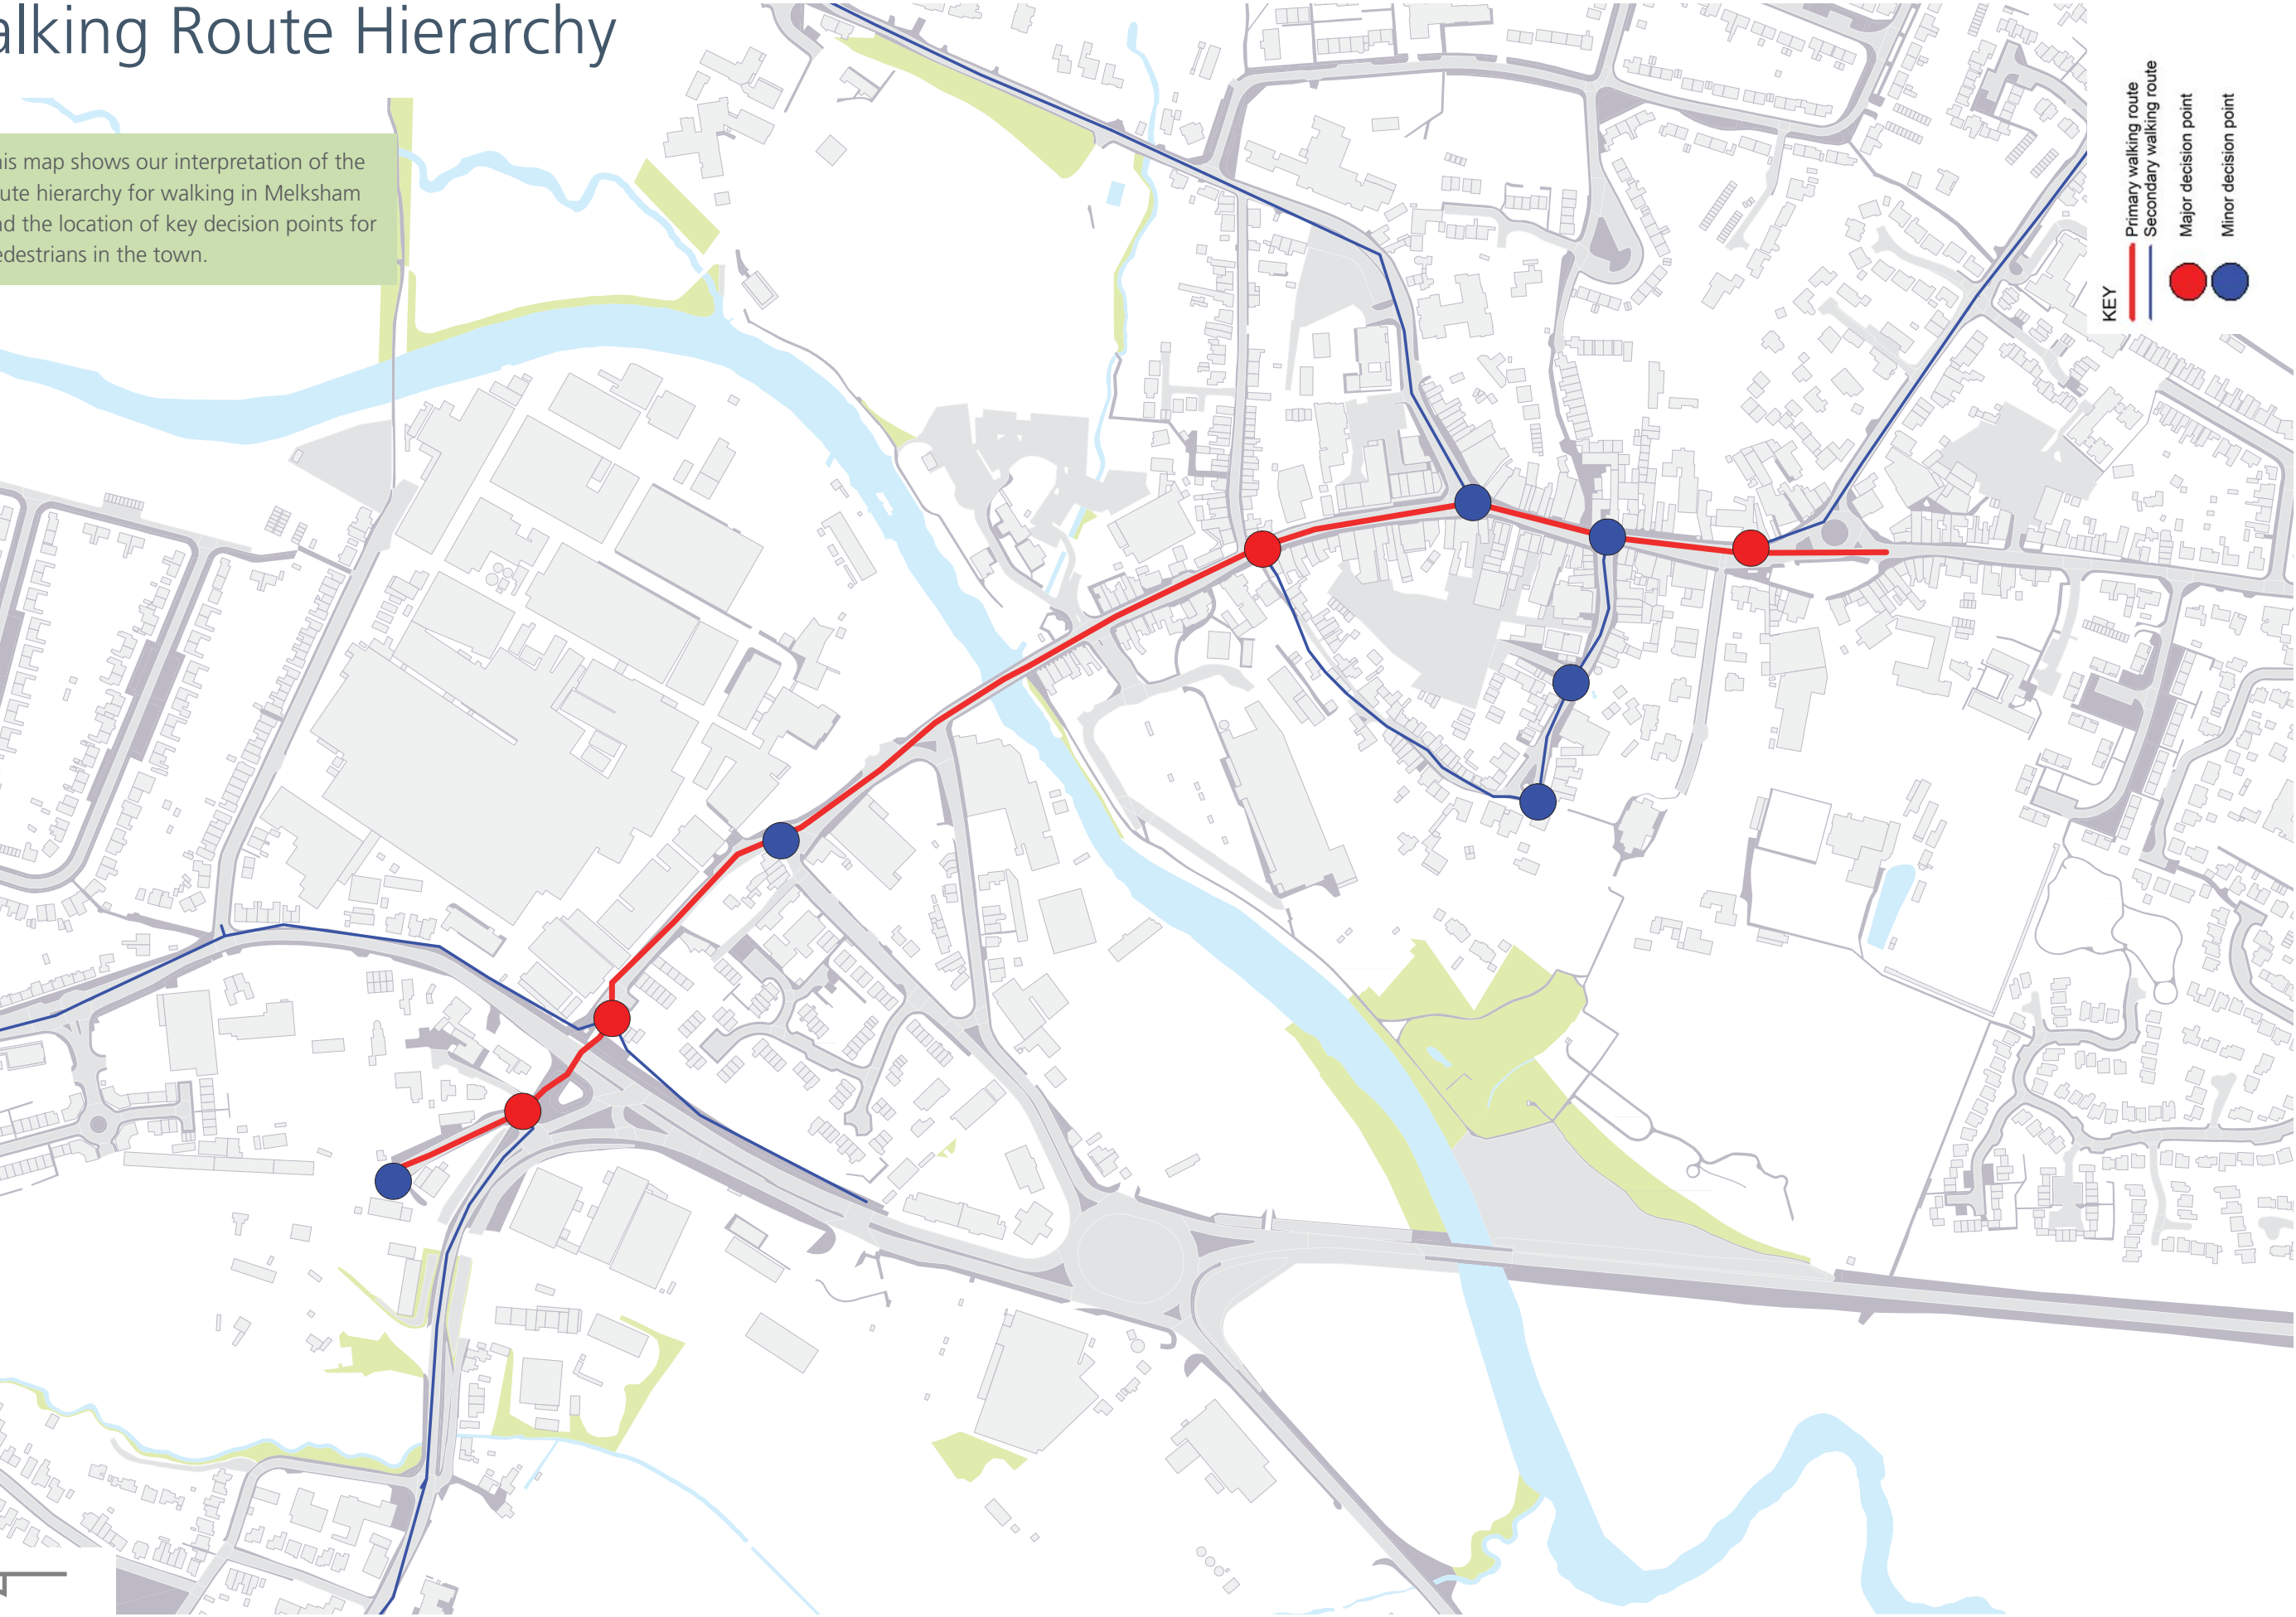 alking Route Hierarchy
his map shows our interpretation of the
ute hierarchy for walking in Melksham
nd the location of key decision points for
edestrians in the town.
KEY
Primary walking route
Secondary walking route
Major decision point
Minor decision point